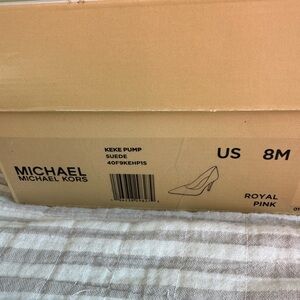 KEKE PUMP
SUEDE
40F9KEHP1S
US 8M
MICHAEL
MICHAEL KORS
ROYAL
PINK